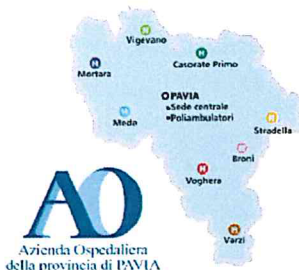 H
Vigevano
H
Casorate Primo
H
Mortara
PAVIA
Sede centrale
Poliambulatori
H
Mede
H
Stradella
H
Broni
H
Voghera
H
Varzi
AO
Azienda Ospedaliera
della provincia di PAVIA